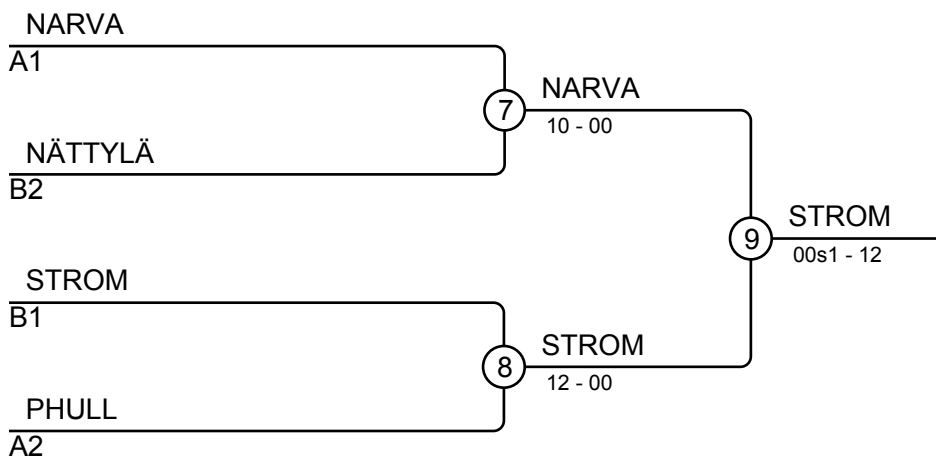 NARVA
A1
7
NARVA
10 - 00
NÄTTYLÄ
B2
9
STROM
00s1 - 12
STROM
B1
8
STROM
12 - 00
PHULL
A2